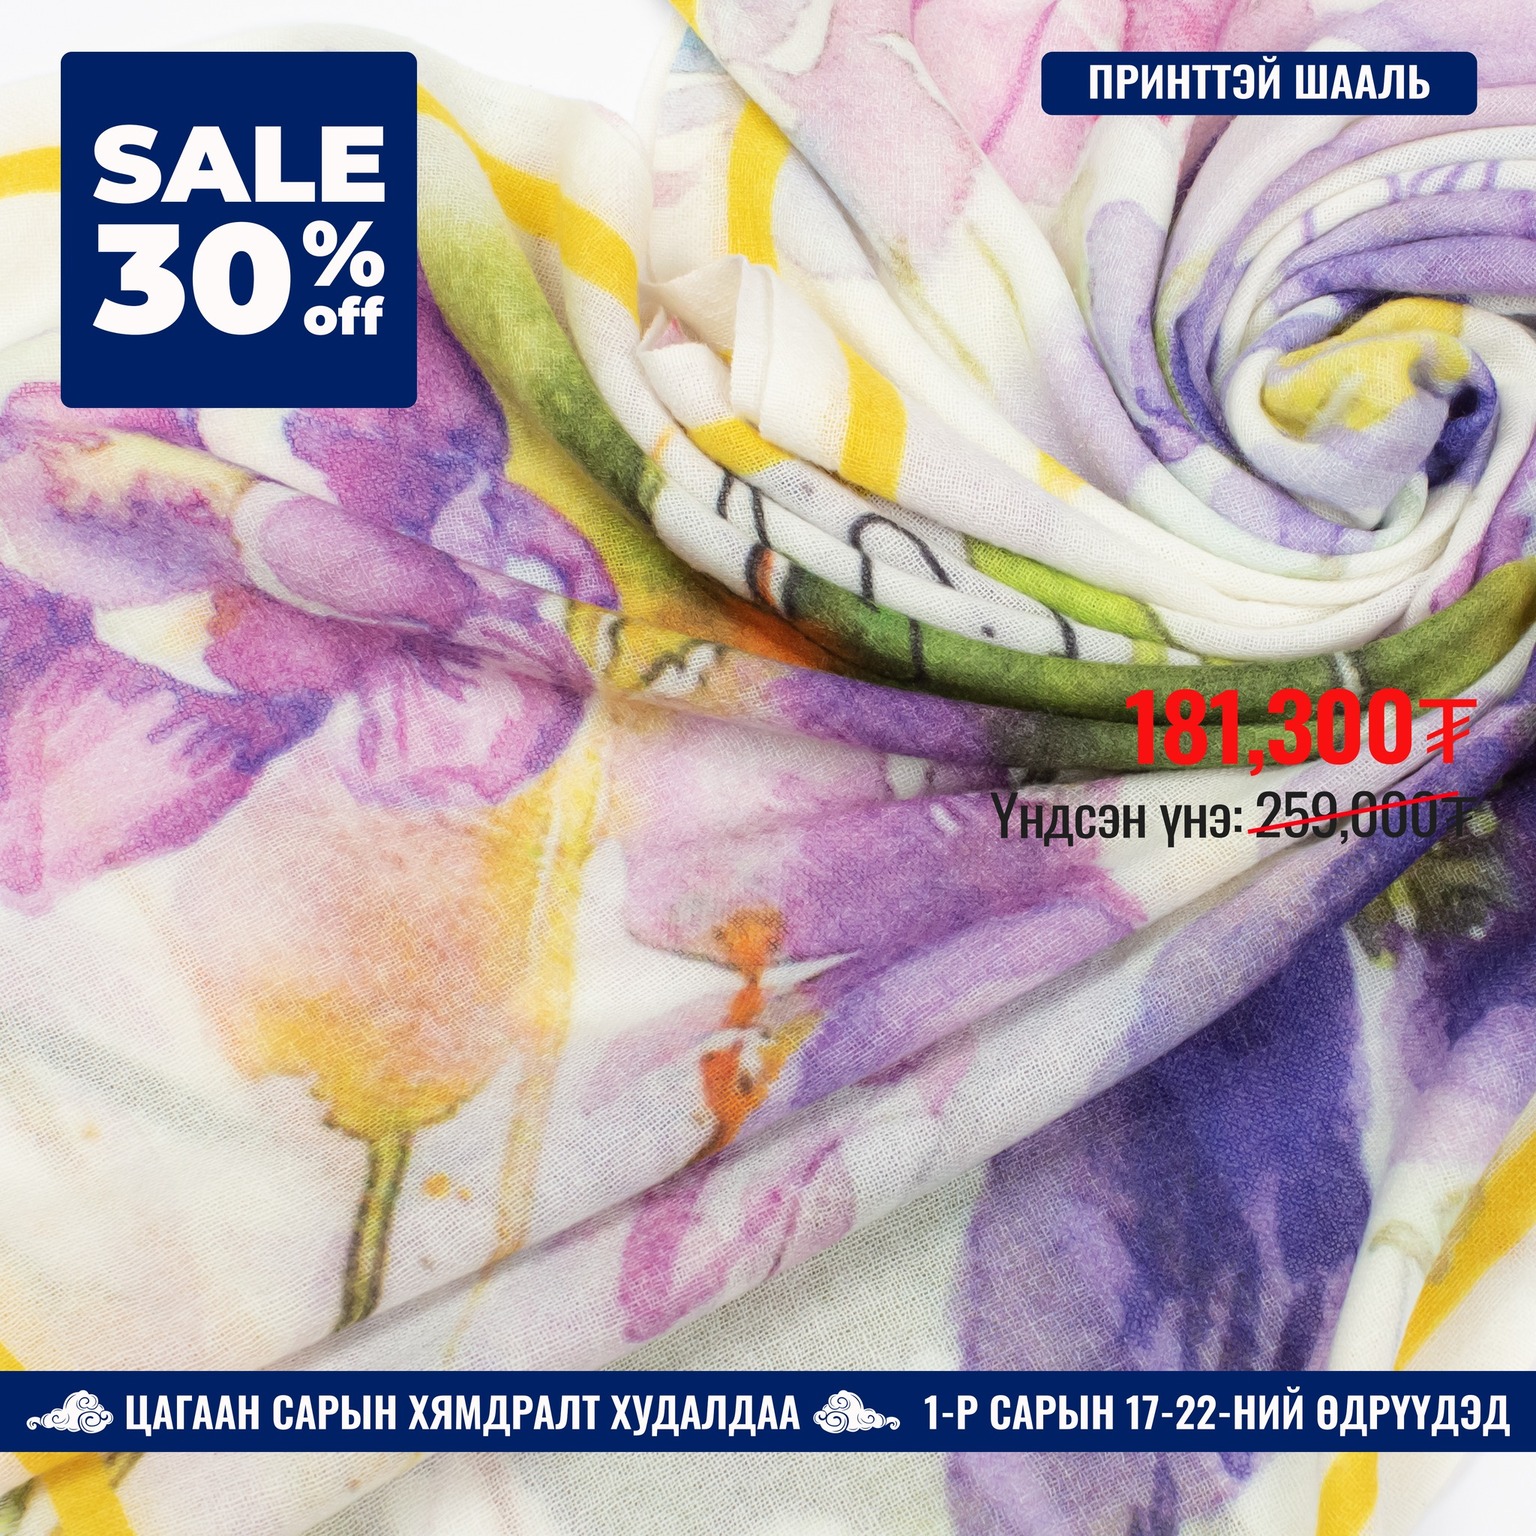 SALE
30% off
ПРИНТТЭЙ ШААЛЬ
181,300₮
Үндсэн үнэ: 259,000₮
ЦАГААН САРЫН ХЯМДРАЛТ ХУДАЛДАА 1-Р САРЫН 17-22-НИЙ ӨДРҮҮДЭД